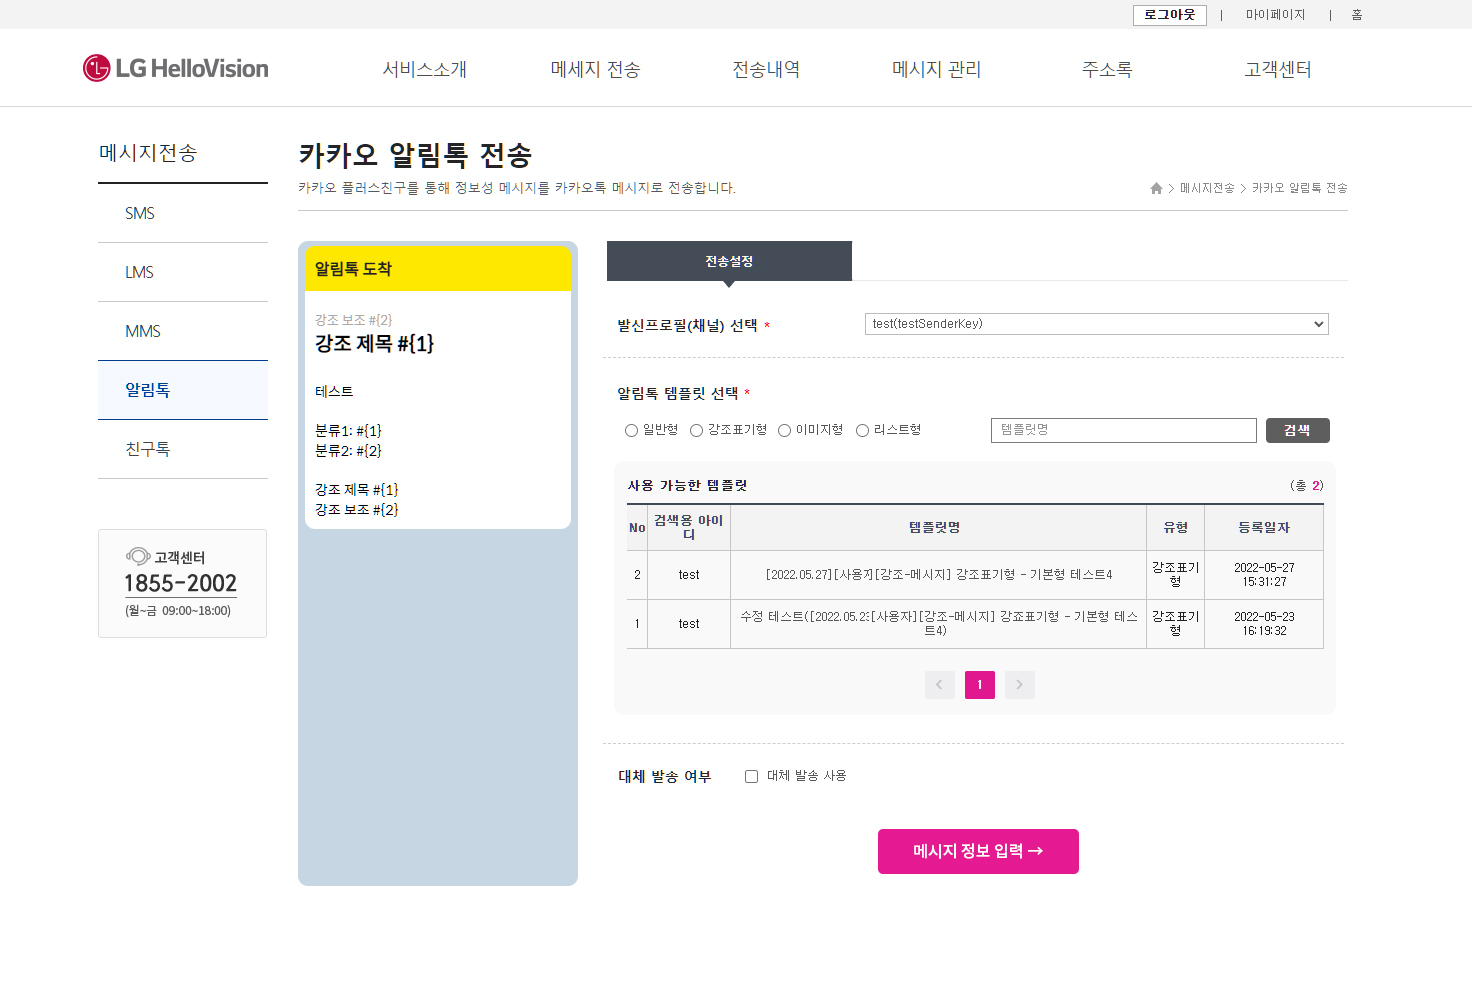 로그아웃 | 마이페이지 | 홈
LG HelloVision
서비스소개 메세지 전송 전송내역 메시지 관리 주소록 고객센터
메시지전송
SMS
LMS
MMS
알림톡
친구톡
고객센터
1855-2002
(월~금 09:00~18:00)
카카오 알림톡 전송
카카오 플러스친구를 통해 정보성 메시지를 카카오톡 메시지로 전송합니다.
메시지전송 > 카카오 알림톡 전송
알림톡 도착
강조 보조 #{2}
강조 제목 #{1}
테스트
분류1: #{1}
분류2: #{2}
강조 제목 #{1}
강조 보조 #{2}
전송설정
발신프로필(채널) 선택 *
test(testSenderKey)
알림톡 템플릿 선택 *
일반형 강조표기형 이미지형 리스트형
템플릿명
검색
사용 가능한 템플릿
(총 2)
No 검색용 아이디 템플릿명 유형 등록일자
2 test [2022.05.27][사용자][강조-메시지] 강조표기형 - 기본형 테스트4 강조표기형 2022-05-27 15:31:27
1 test 수정 테스트([2022.05.23[사용자][강조-메시지] 강조표기형 - 기본형 테스트4) 강조표기형 2022-05-23 16:19:32
< 1 >
대체 발송 여부
대체 발송 사용
메시지 정보 입력 →